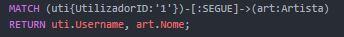 MATCH (uti{UtilizadorID:'1'})-[:SEGUE]->(art:Artista)
RETURN uti.Username, art.Nome;